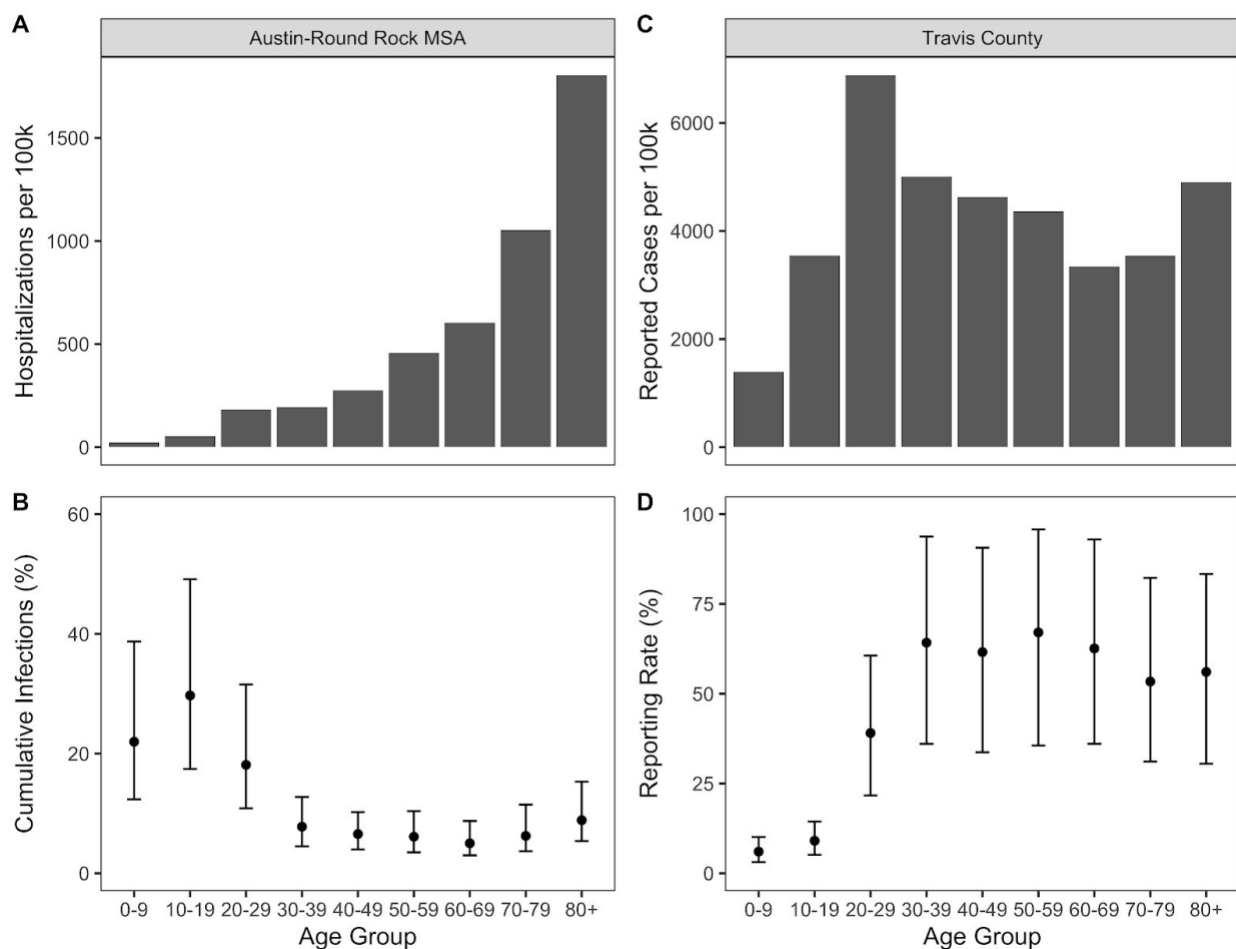 A
Austin-Round Rock MSA
Hospitalizations per 100k
1500
1000
500
0
C
Travis County
Reported Cases per 100k
6000
4000
2000
0
B
Cumulative Infections (%)
60
40
20
0
0-9 10-19 20-29 30-39 40-49 50-59 60-69 70-79 80+
Age Group
D
Reporting Rate (%)
100
75
50
25
0
0-9 10-19 20-29 30-39 40-49 50-59 60-69 70-79 80+
Age Group